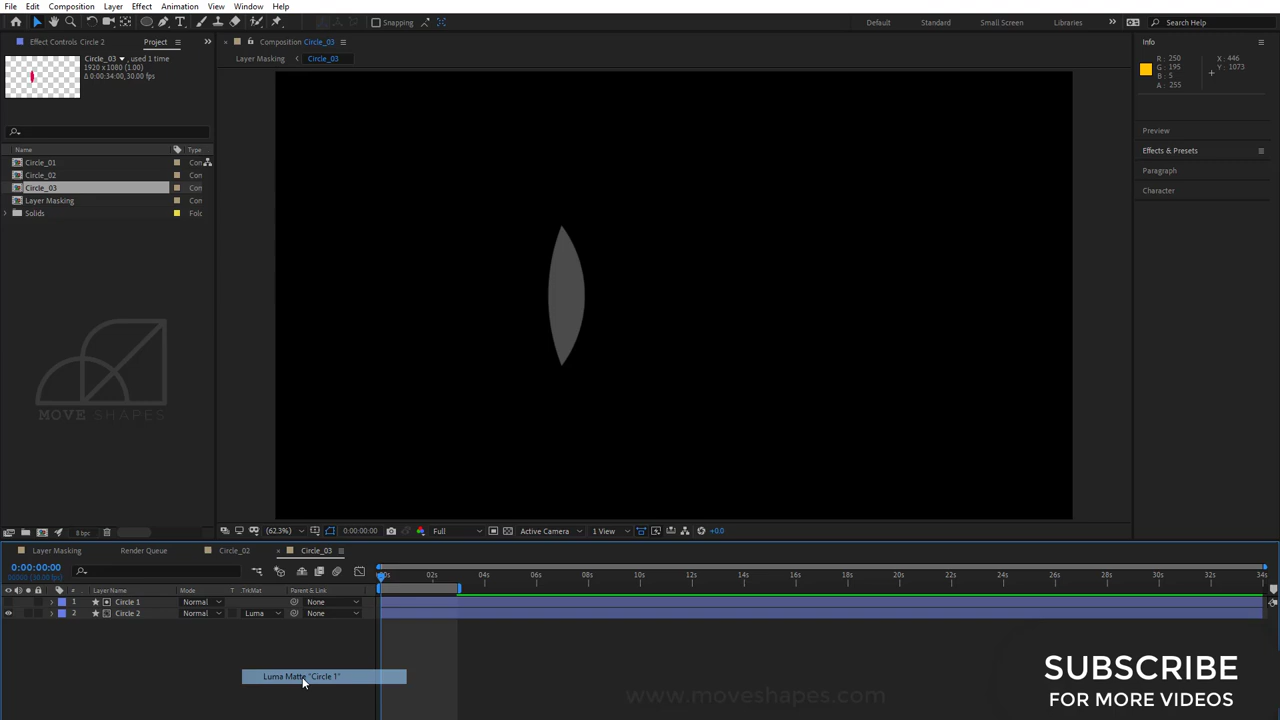 File Edit Composition Layer Effect Animation View Window Help
Snapping Default Standard Small Screen Libraries Search Help
Effect Controls Circle 2 Project
Composition Circle_03
Info
Circle_03 , used 1 time
1920 x1080 (1.00)
Δ 0:00:34:00, 30.00 fps
Layer Masking Circle_03
R : 250
G : 195
B : 5
A : 255
X : 446
Y : 1073
Preview
Effects & Presets
Paragraph
Character
Name Type
Circle_01 Con
Circle_02 Con
Circle_03 Con
Layer Masking Con
Solids Folc
MOVE SHAPES
8 bpc
(62.3%) 0:00:00:00 Full Active Camera 1 View +0.0
Layer Masking Render Queue Circle_02 Circle_03
0:00:00:00
00000 (30.00 fps)
# Layer Name Mode T .TrkMat Parent & Link
1 Circle 1 Normal None
2 Circle 2 Normal Luma None
02s 04s 06s 08s 10s 12s 14s 16s 18s 20s 22s 24s 26s 28s 30s 32s 34s
Luma Matte "Circle 1"
SUBSCRIBE
FOR MORE VIDEOS
www.moveshapes.com